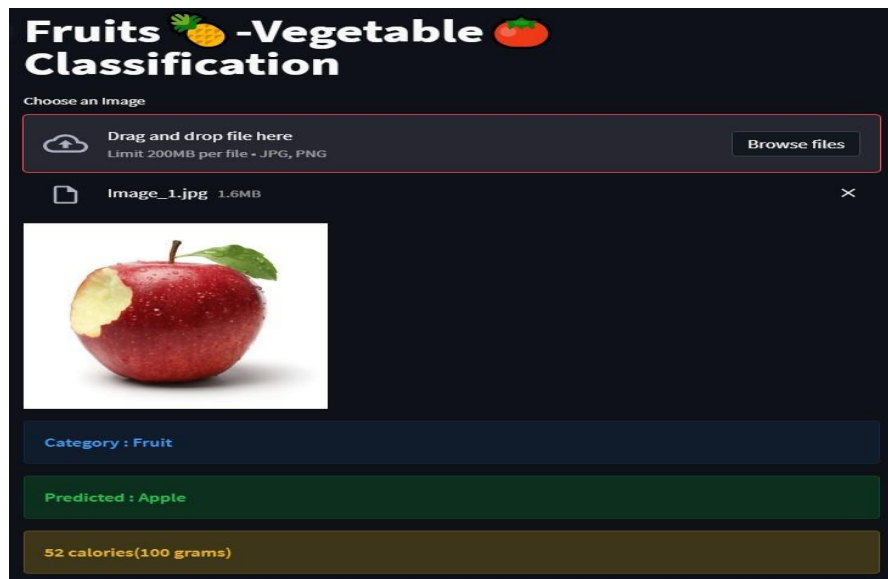 Fruits 🍍 -Vegetable 🍅
Classification
Choose an Image
Drag and drop file here
Limit 200MB per file • JPG, PNG
Browse files
Image_1.jpg 1.6MB
Category : Fruit
Predicted : Apple
52 calories(100 grams)